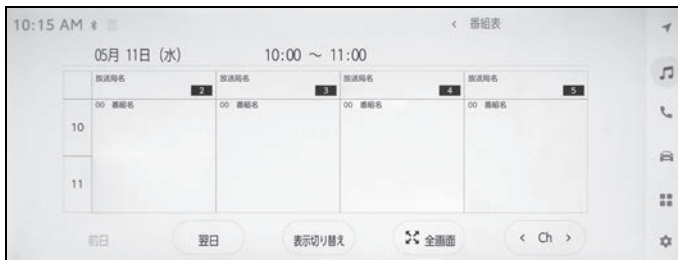 10:15 AM
< 番組表
05月 11日 (水) 10:00 ～ 11:00
放送局名 2 放送局名 3 放送局名 4 放送局名 5
00 番組名 00 番組名 00 番組名 00 番組名
10
11
前日 翌日 表示切り替え 全画面 < Ch >